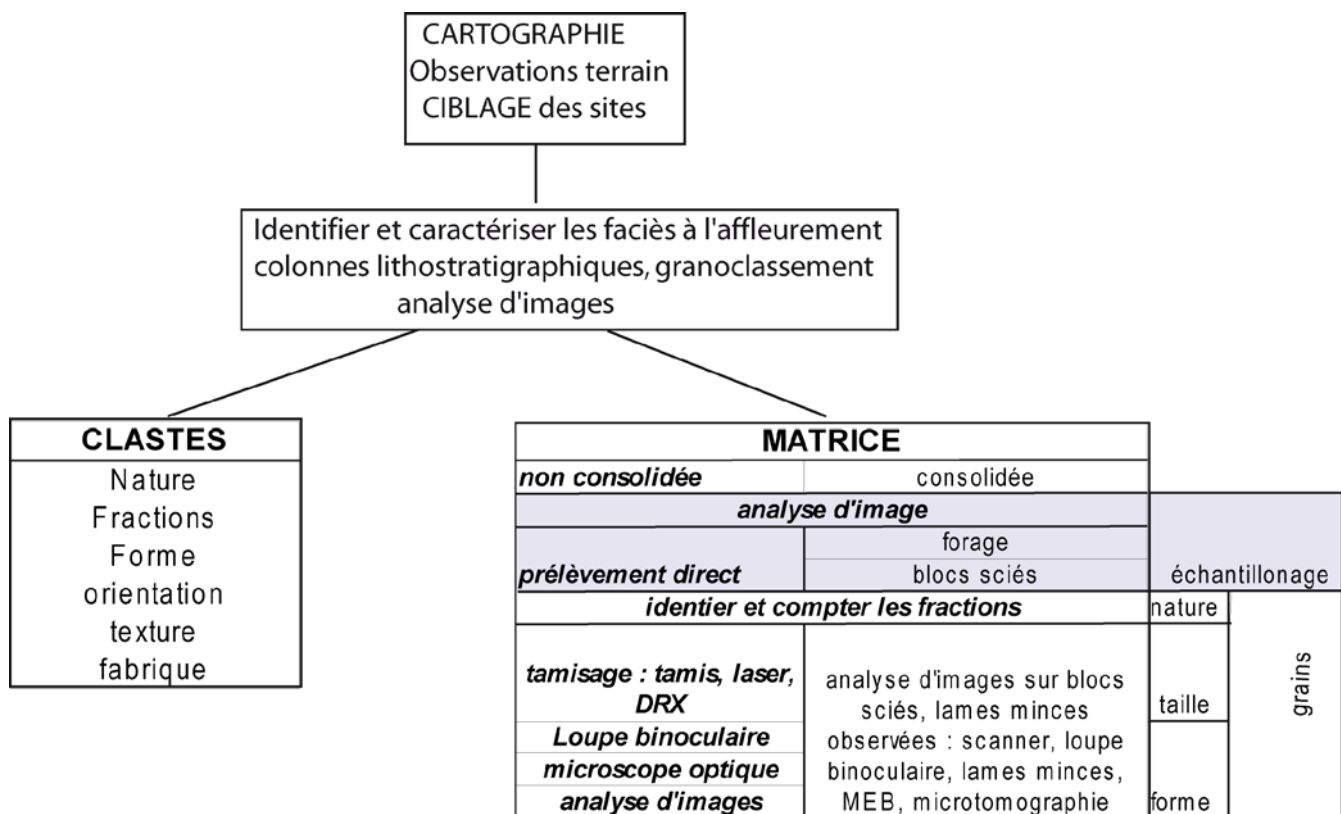 CARTOGRAPHIE
Observations terrain
CIBLAGE des sites
Identifier et caractériser les faciès à l'affleurement
colonnes lithostratigraphiques, granoclassement
analyse d'images
CLASTES
Nature
Fractions
Forme
orientation
texture
fabrique
MATRICE
non consolidée consolidée
analyse d'image
forage
prélèvement direct blocs sciés échantillonage
identier et compter les fractions nature
tamisage : tamis, laser,
DRX
Loupe binoculaire
microscope optique
analyse d'images
analyse d'images sur blocs
sciés, lames minces
observées : scanner, loupe
binoculaire, lames minces,
MEB, microtomographie
taille
forme
grains